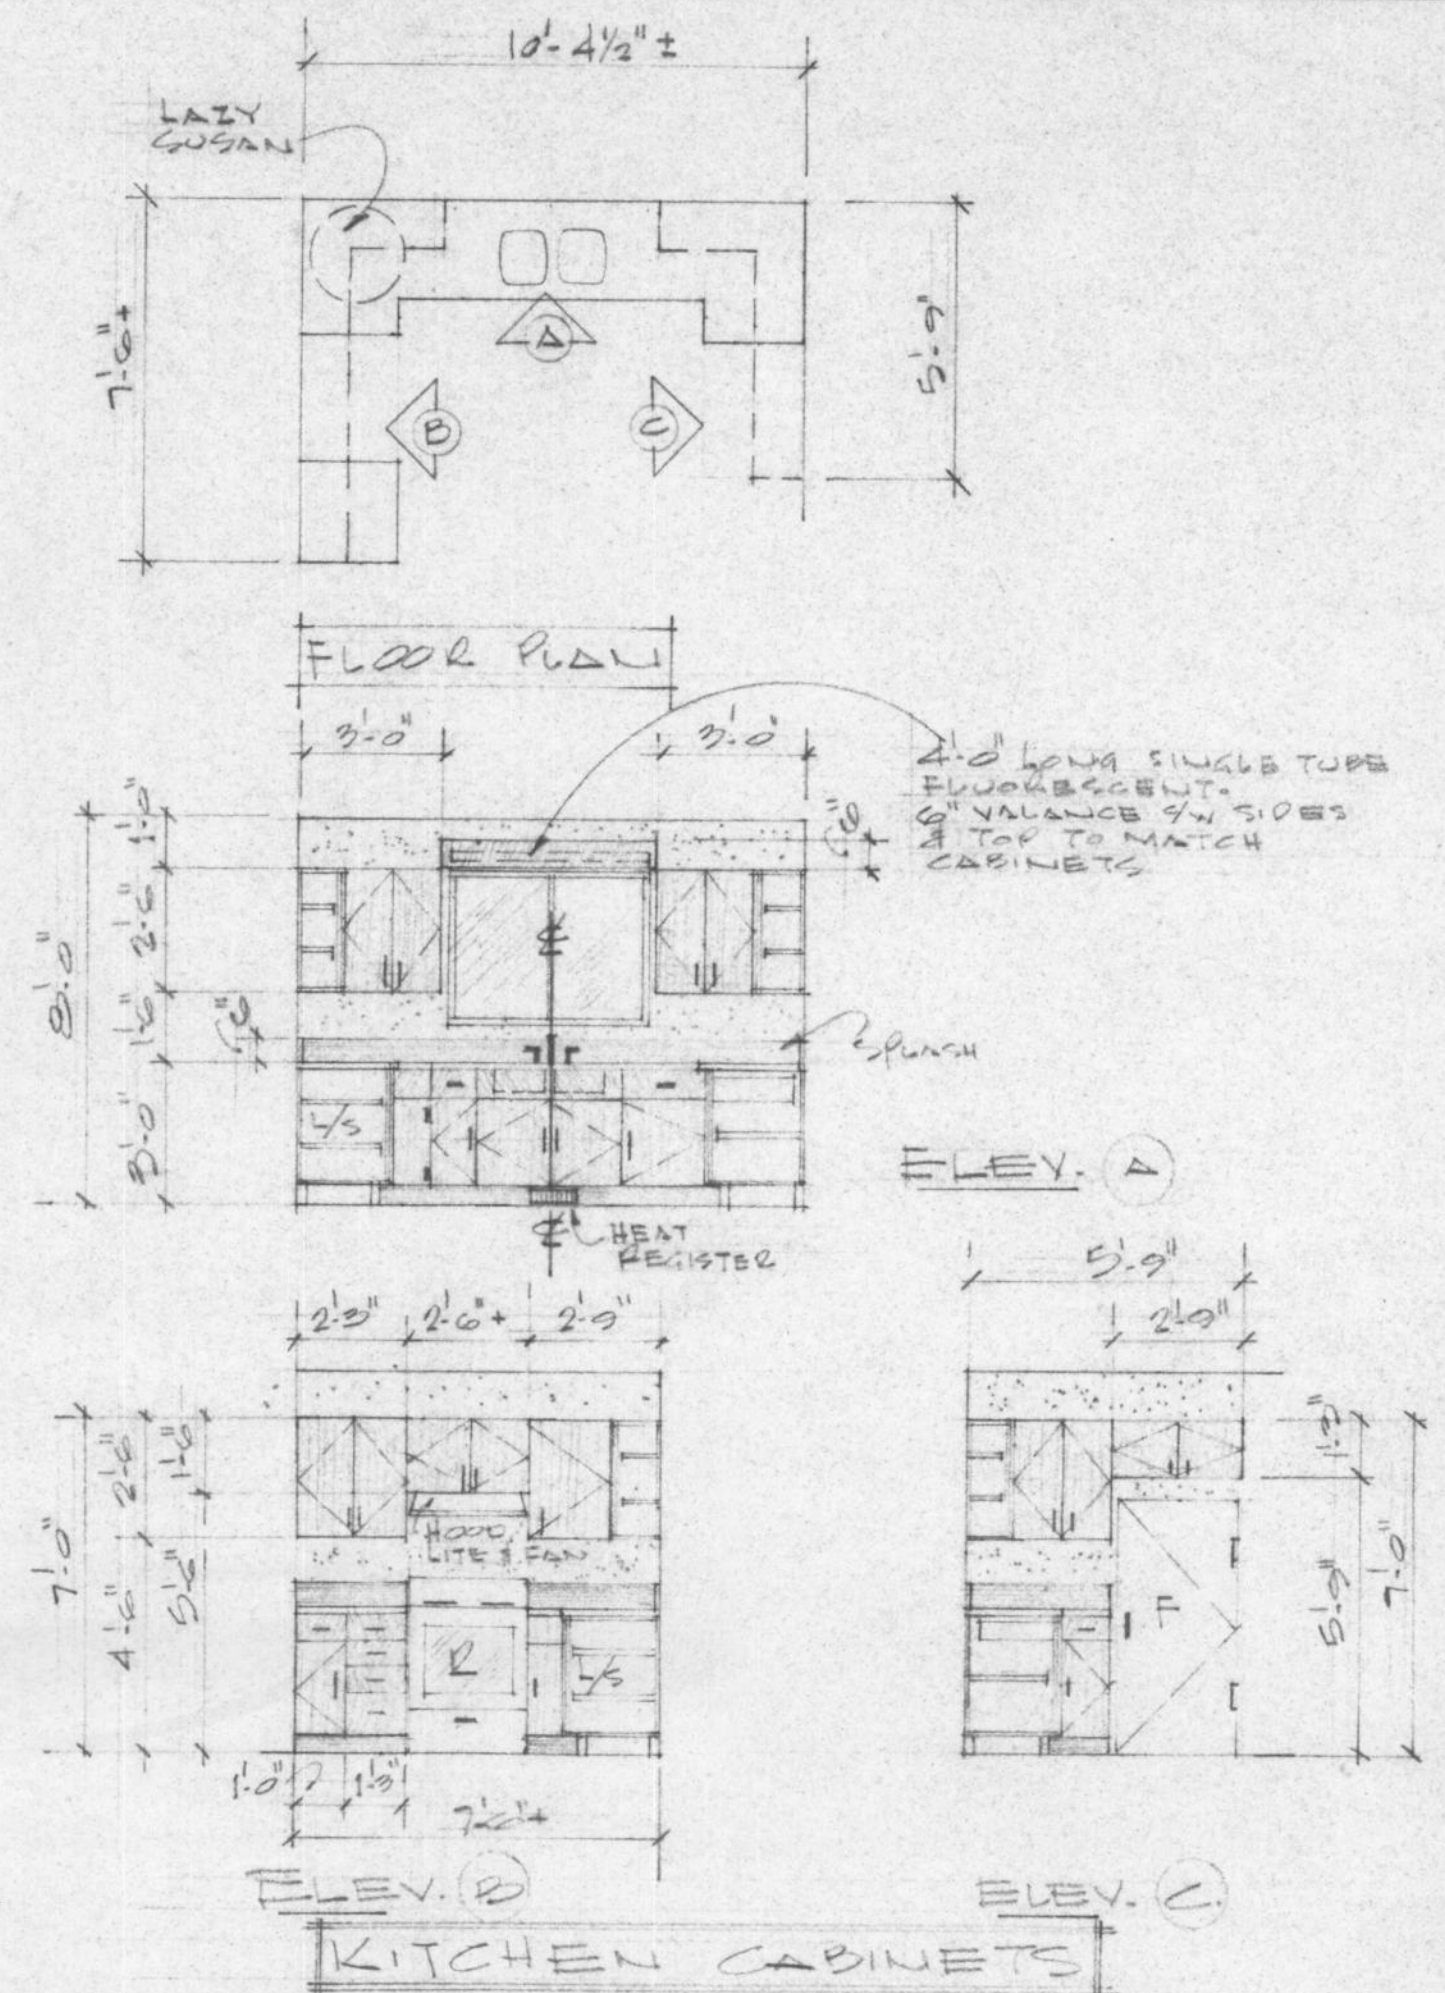 10'-4½" ±
LAZY
SUSAN
7'-6"+
5'-9"
A
B
C
FLOOR PLAN
3'-0"
3'-0"
4'-0" LONG SINGLE TUBE
FLUORESCENT.
6" VALANCE C/W SIDES
& TOP TO MATCH
CABINETS
6"
1'-0"
2'-6"
1'-6"
3'-0"
8'-0"
6"
℄
SPLASH
L/S
ELEV. A
℄
HEAT
REGISTER
2'-3"
2'-6"+
2'-9"
5'-9"
2'-9"
7'-0"
2'-6"
4'-6"
1'-6"
5'-6"
HOOD,
LITE & FAN
R
L/S
F
1'-3"
5'-9"
7'-0"
1'-0"
1'-3"
7'-6"+
ELEV. B
ELEV. C.
KITCHEN CABINETS